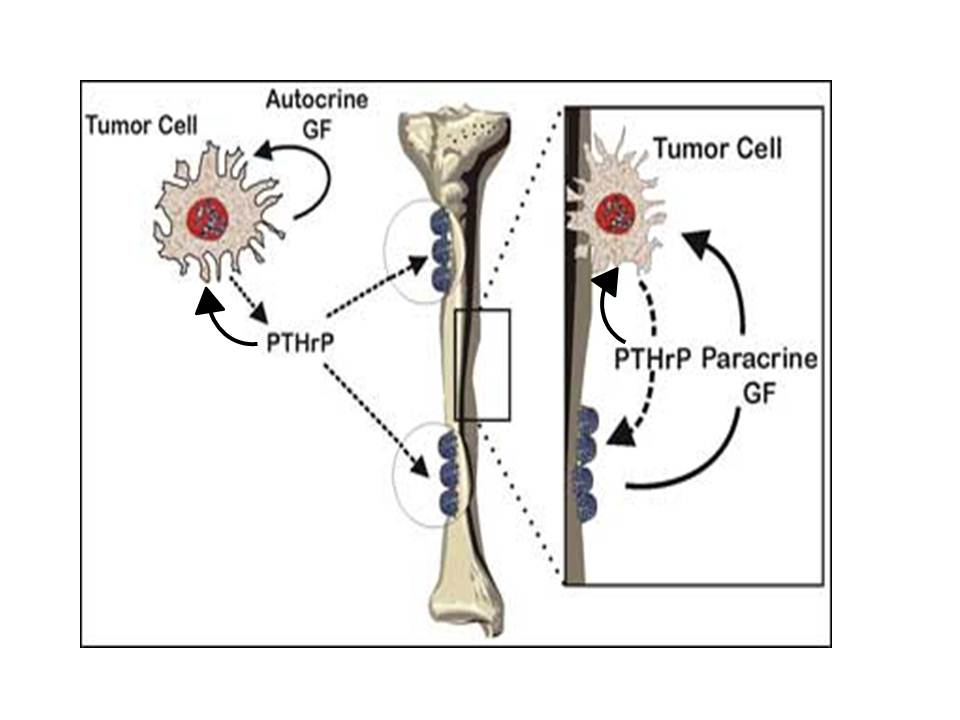 Autocrine
GF
Tumor Cell
PTHrP
Tumor Cell
PTHrP Paracrine
GF